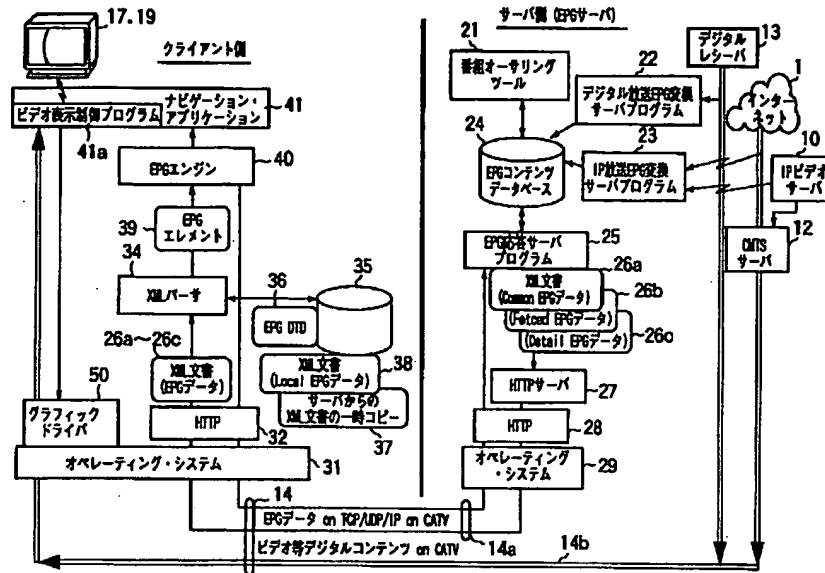 17.19
クライアント側
ビデオ表示制御プログラム
ナビゲーション・
アプリケーション
41
41a
EPGエンジン
40
EPG
エレメント
39
34
XMLパーサ
36
EPG DTD
35
26a~26c
XML文書
(EPGデータ)
XML文書
(Local EPGデータ)
38
サーバからの
XML文書の一時コピー
37
50
グラフィック
ドライバ
HTTP
32
オペレーティング・システム
31
14
EPGデータ on TCP/UDP/IP on CATV
14a
ビデオ等デジタルコンテンツ on CATV
14b
サーバ側 (EPGサーバ)
21
番組オーサリング
ツール
22
デジタル放送EPG変換
サーバプログラム
デジタル
レシーバ
13
1
インター
ネット
24
EPGコンテンツ
データベース
23
IP放送EPG変換
サーバプログラム
10
IPビデオ
サーバ
12
CMTS
サーバ
EPG応答サーバ
プログラム
25
26a
XML文書
(Common EPGデータ)
26b
(Fetced EPGデータ)
26c
(Detail EPGデータ)
HTTPサーバ
27
HTTP
28
オペレーティング
・システム
29